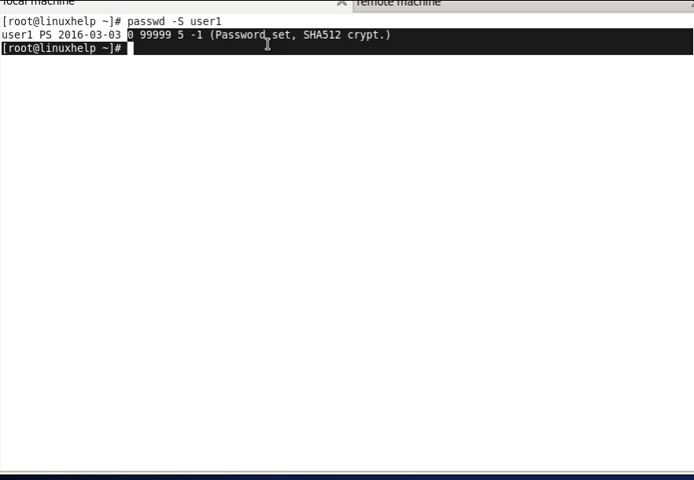 local machine
remote machine
[root@linuxhelp ~]# passwd -S user1
user1 PS 2016-03-03 0 99999 5 -1 (Password set, SHA512 crypt.)
[root@linuxhelp ~]#